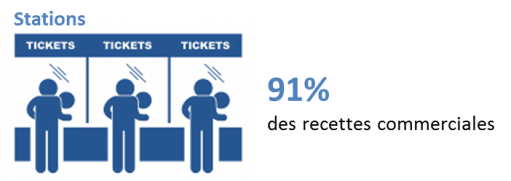 Stations
TICKETS TICKETS TICKETS
91%
des recettes commerciales